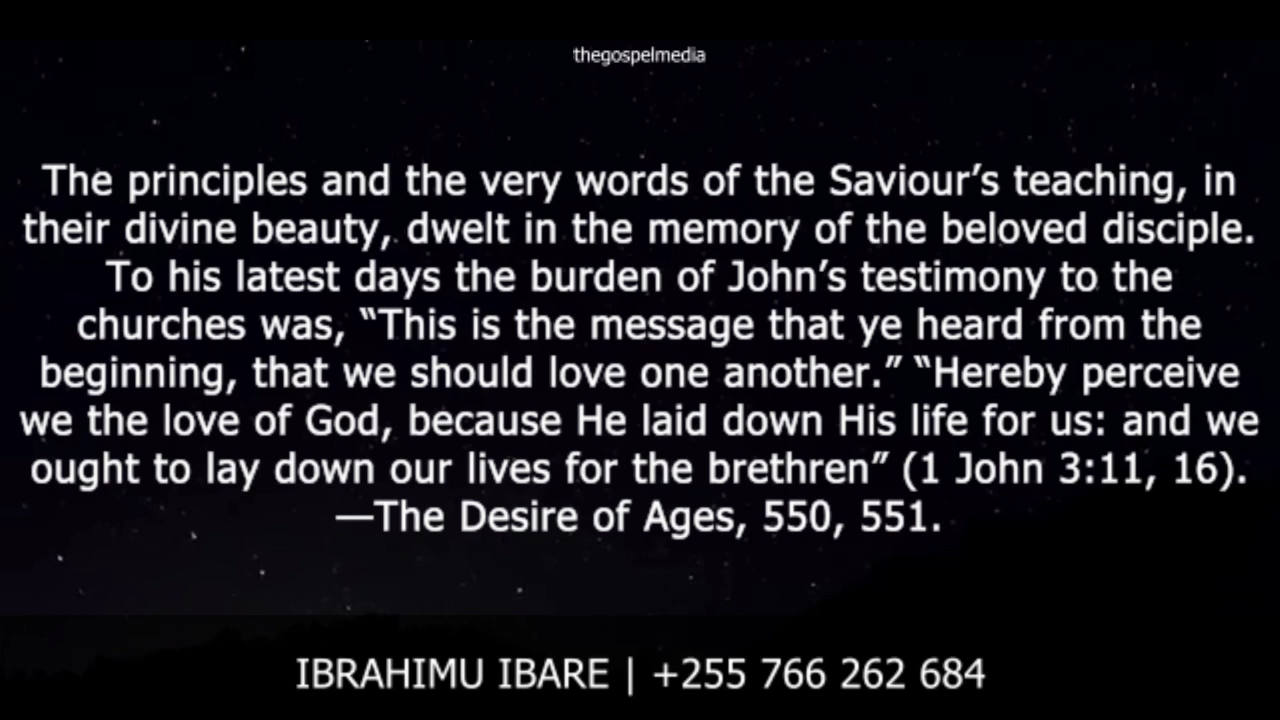 thegospelmedia
The principles and the very words of the Saviour’s teaching, in
their divine beauty, dwelt in the memory of the beloved disciple.
To his latest days the burden of John’s testimony to the
churches was, “This is the message that ye heard from the
beginning, that we should love one another.” “Hereby perceive
we the love of God, because He laid down His life for us: and we
ought to lay down our lives for the brethren” (1 John 3:11, 16).
—The Desire of Ages, 550, 551.
IBRAHIMU IBARE | +255 766 262 684